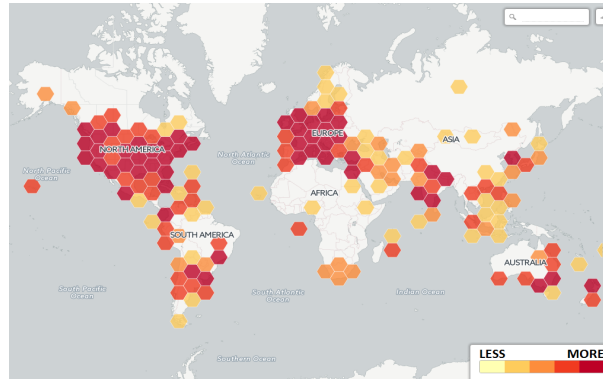 EUROPE
NORTH AMERICA
ASIA
North Atlantic
Ocean
North Pacific
Ocean
AFRICA
SOUTH AMERICA
AUSTRALIA
South Pacific
Ocean
South Atlantic
Ocean
Indian Ocean
Southern Ocean
LESS MORE